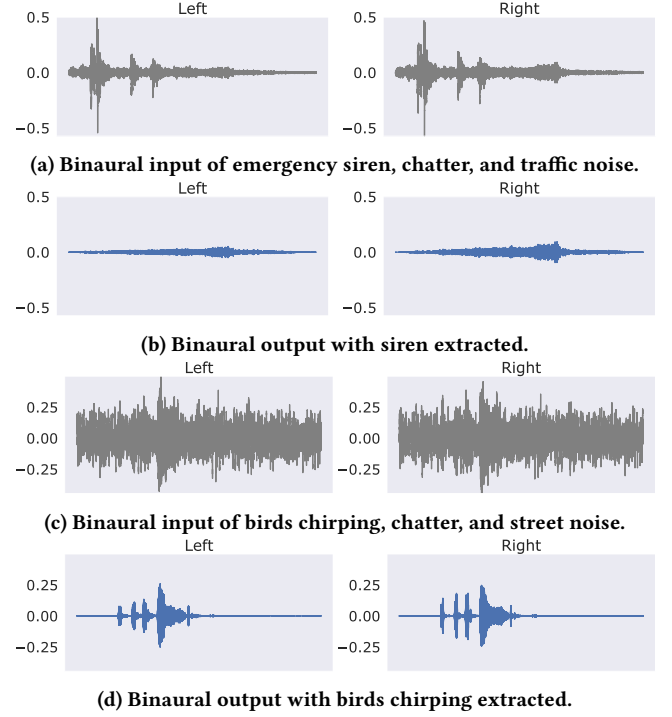 Left Right
0.5 0.5
0.0 0.0
−0.5 −0.5
(a) Binaural input of emergency siren, chatter, and traffic noise.
Left Right
0.5 0.5
0.0 0.0
−0.5 −0.5
(b) Binaural output with siren extracted.
Left Right
0.25 0.25
0.00 0.00
−0.25 −0.25
(c) Binaural input of birds chirping, chatter, and street noise.
Left Right
0.25 0.25
0.00 0.00
−0.25 −0.25
(d) Binaural output with birds chirping extracted.